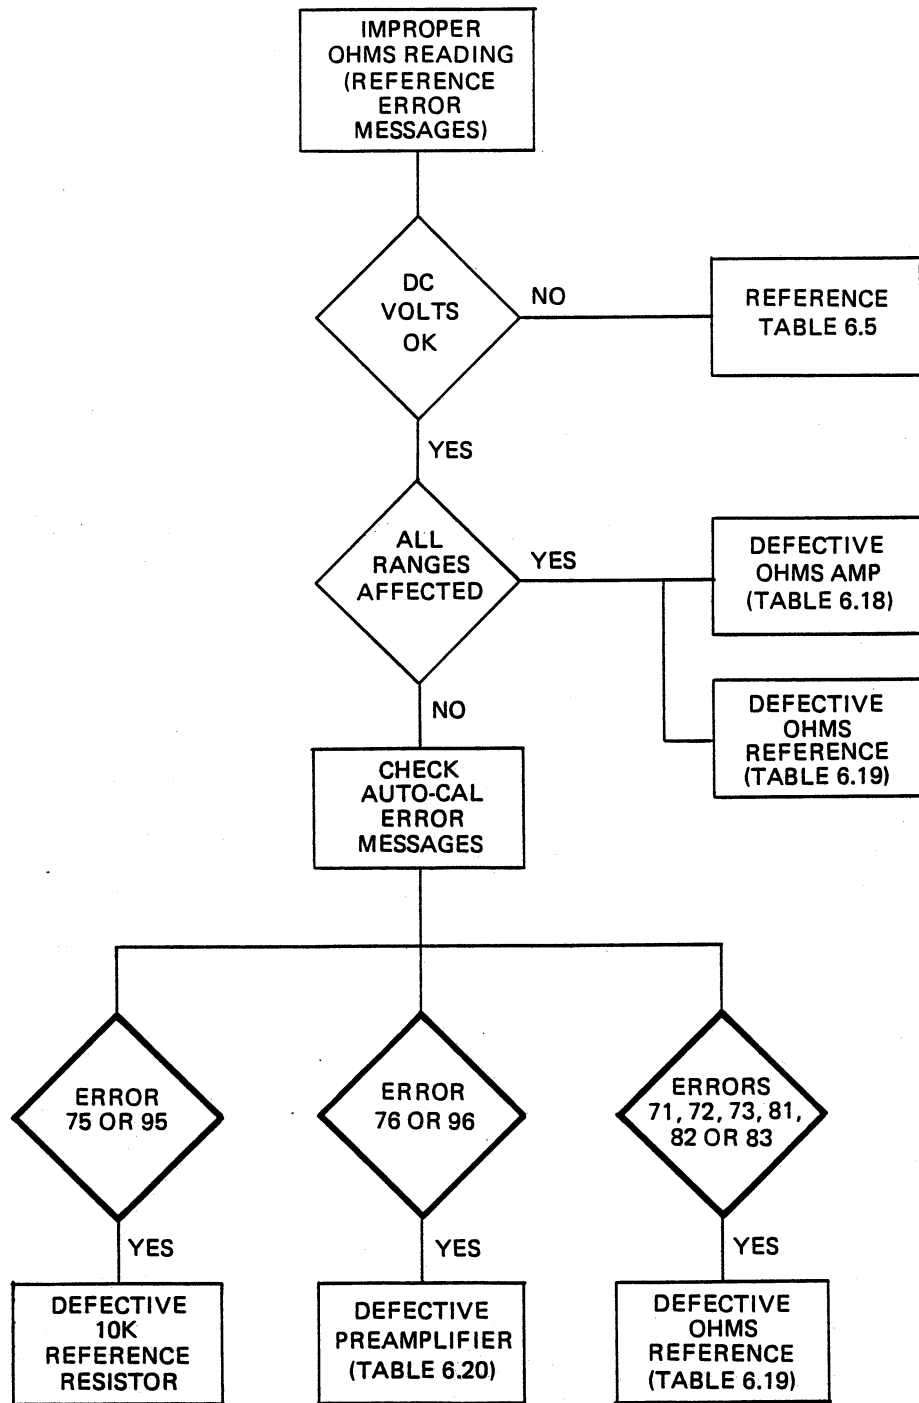 IMPROPER
OHMS READING
(REFERENCE
ERROR
MESSAGES)
DC
VOLTS
OK
NO
REFERENCE
TABLE 6.5
YES
ALL
RANGES
AFFECTED
YES
DEFECTIVE
OHMS AMP
(TABLE 6.18)
DEFECTIVE
OHMS
REFERENCE
(TABLE 6.19)
NO
CHECK
AUTO-CAL
ERROR
MESSAGES
ERROR
75 OR 95
YES
DEFECTIVE
10K
REFERENCE
RESISTOR
ERROR
76 OR 96
YES
DEFECTIVE
PREAMPLIFIER
(TABLE 6.20)
ERRORS
71, 72, 73, 81,
82 OR 83
YES
DEFECTIVE
OHMS
REFERENCE
(TABLE 6.19)